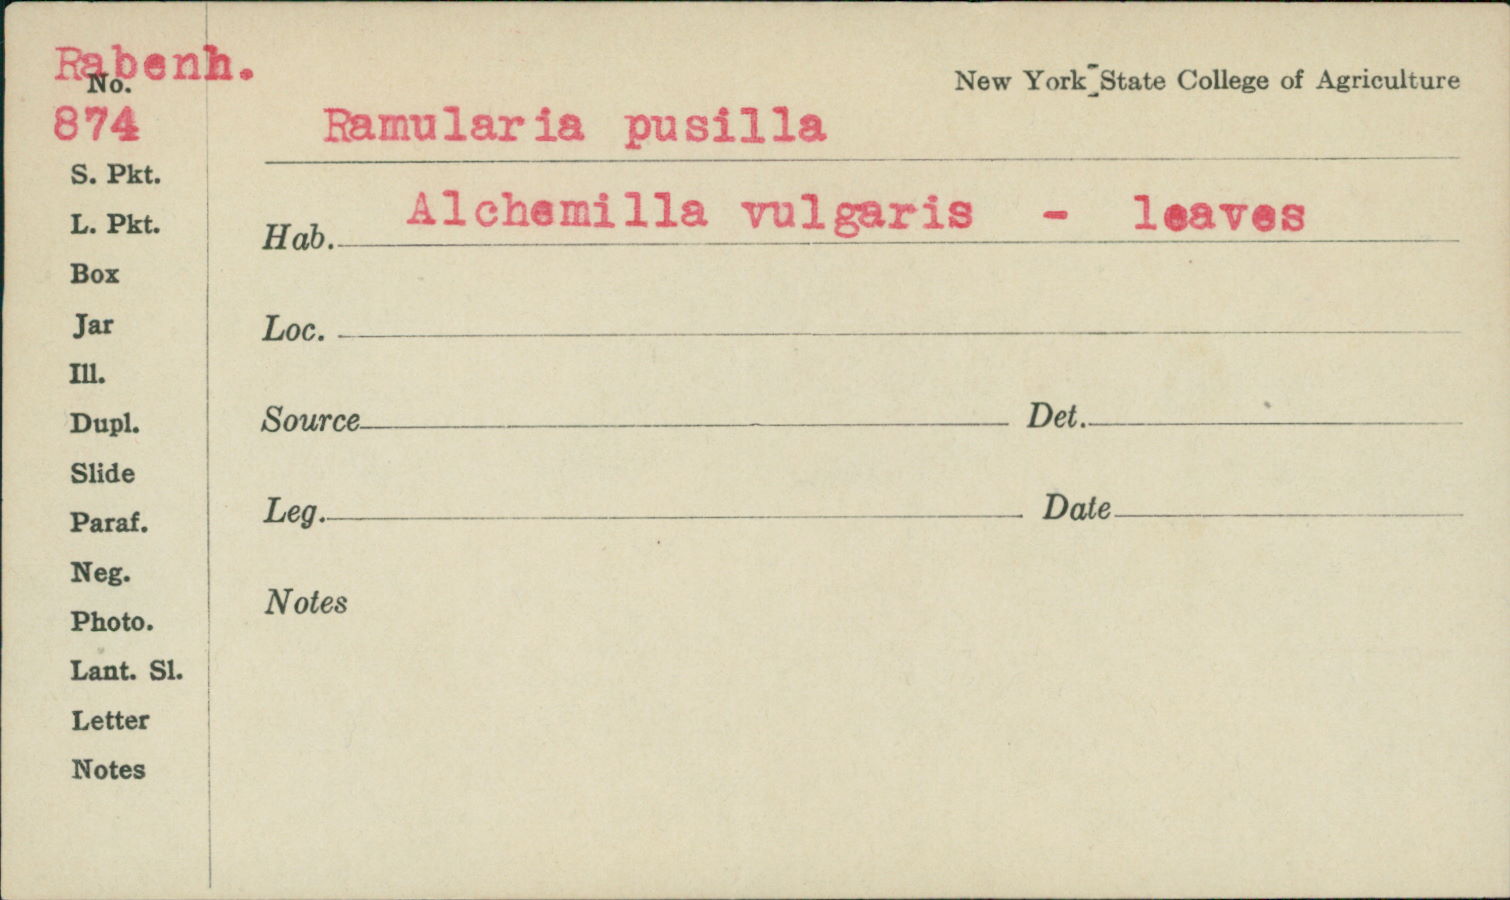 Rabenh.
No.
874
New York State College of Agriculture
Ramularia pusilla
S. Pkt.
L. Pkt.
Box
Jar
Ill.
Dupl.
Slide
Paraf.
Neg.
Photo.
Lant. Sl.
Letter
Notes
Hab. Alchemilla vulgaris - leaves
Loc.
Source Det.
Leg. Date
Notes